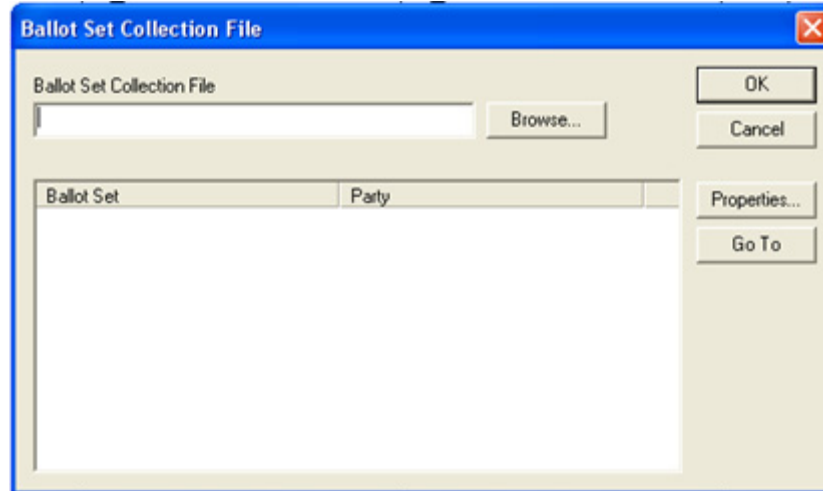 Ballot Set Collection File
Ballot Set Collection File
OK
Browse...
Cancel
Ballot Set Party
Properties...
Go To